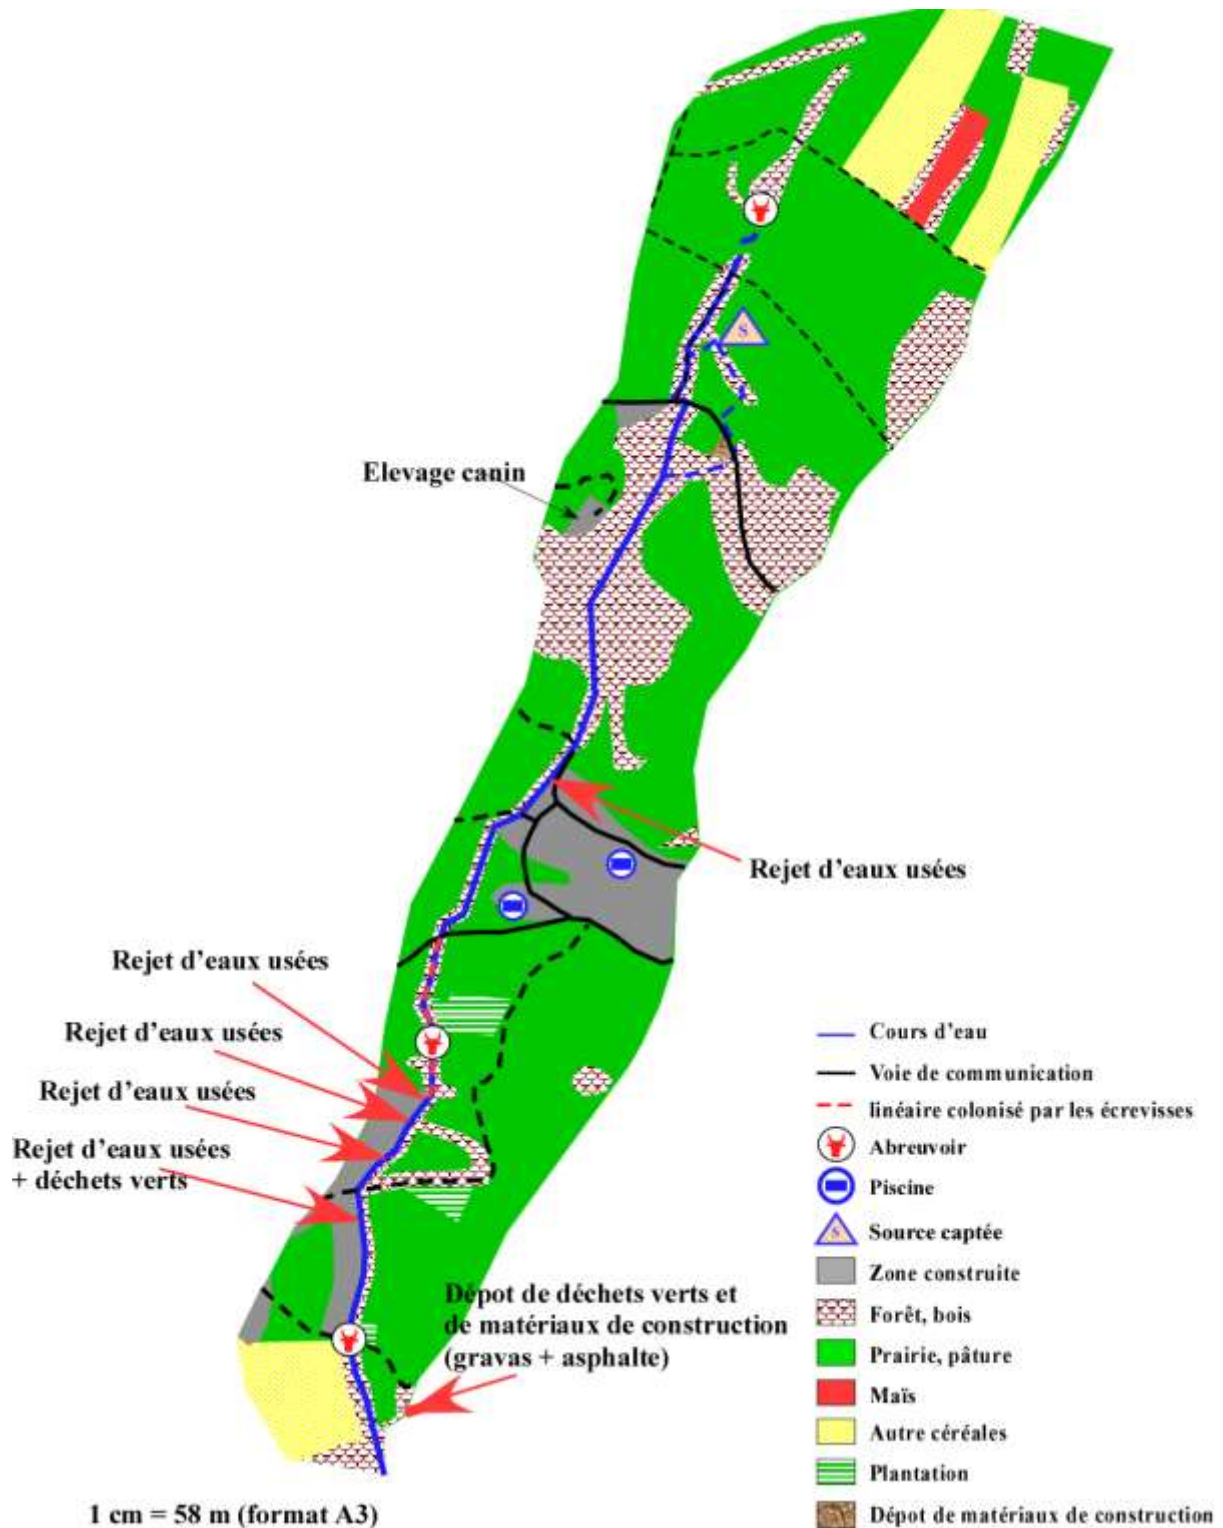 S
Elevage canin
Rejet d'eaux usées
Rejet d'eaux usées
Rejet d'eaux usées
Rejet d'eaux usées
Rejet d'eaux usées
+ déchets verts
Dépot de déchets verts et
de matériaux de construction
(gravas + asphalte)
Cours d'eau
Voie de communication
linéaire colonisé par les écrevisses
Abreuvoir
Piscine
S
Source captée
Zone construite
Forêt, bois
Prairie, pâture
Maïs
Autre céréales
Plantation
Dépot de matériaux de construction
1 cm = 58 m (format A3)